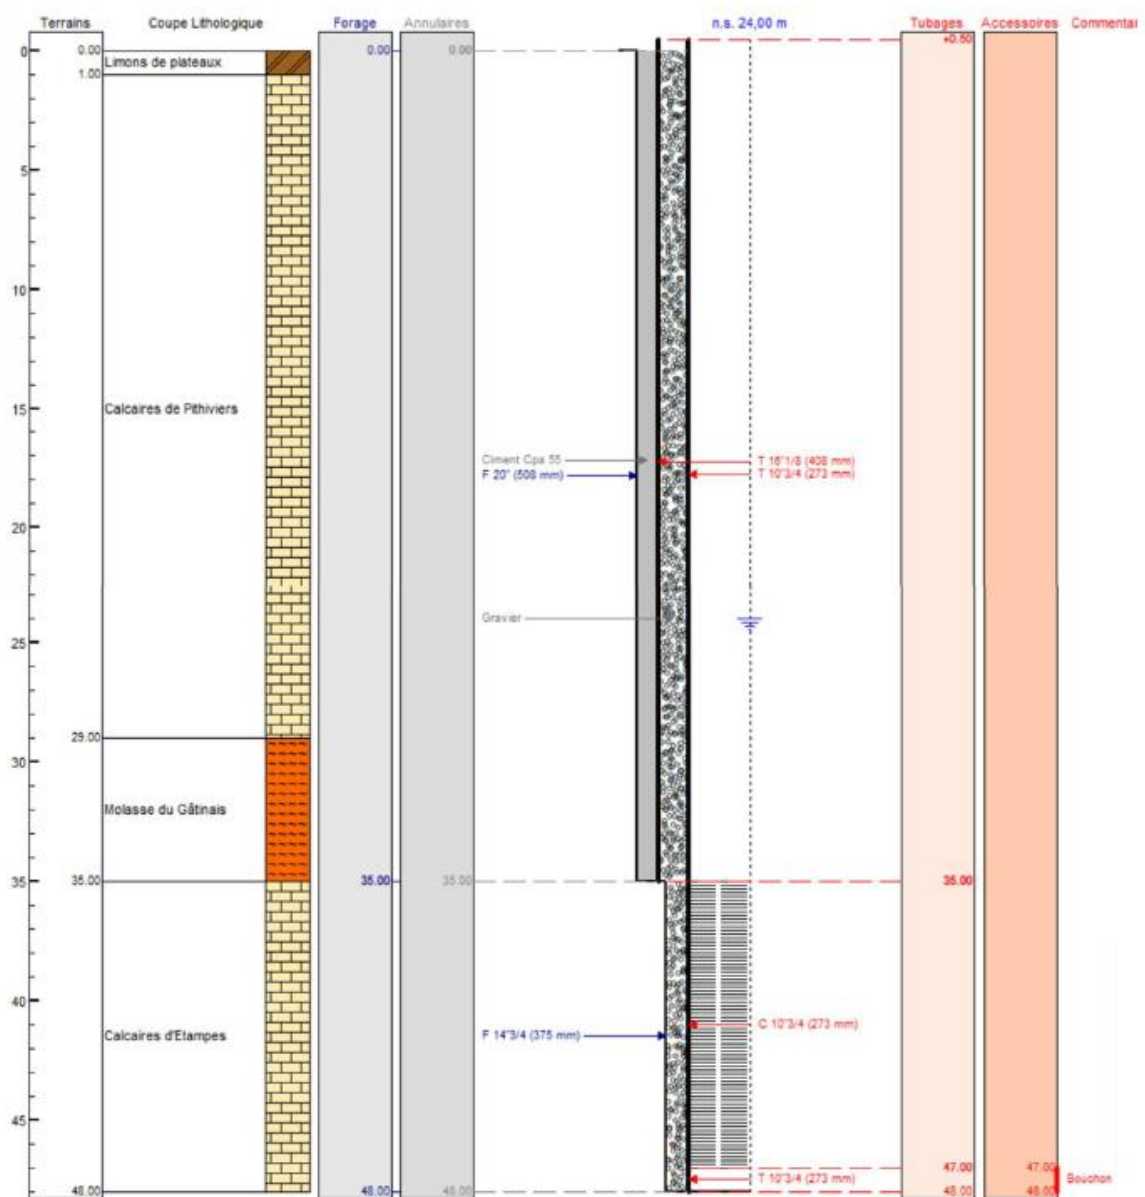 Terrains Coupe Lithologique Forage Annulaires n.s. 24,00 m Tubages Accessoires Commentai
0 0.00 0.00 0.00 +0.50
Limons de plateaux
1.00
5
10
15 Calcaires de Pithiviers
Ciment Cpa 55 T 16"1/8 (408 mm)
F 20" (508 mm) T 10"3/4 (273 mm)
20
Gravier
25
29.00
30
Molasse du Gâtinais
35 35.00 35.00 35.00 35.00
40
C 10"3/4 (273 mm)
Calcaires d'Etampes F 14"3/4 (375 mm)
45
47.00 47.00
T 10"3/4 (273 mm) Bouchon
48.00 48.00 48.00 48.00 48.00